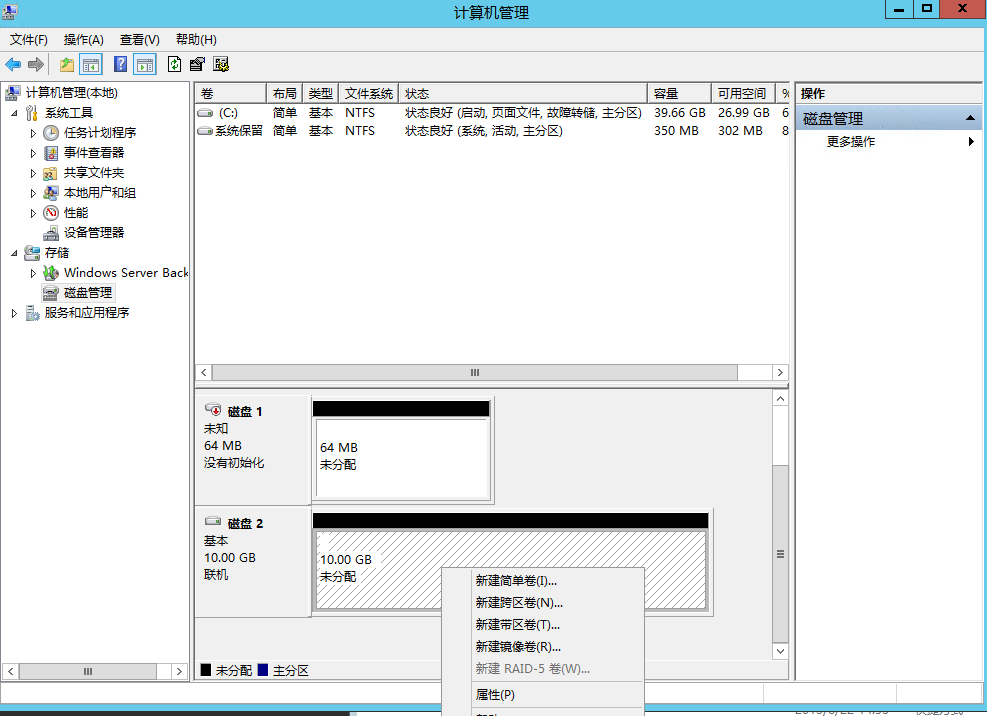 计算机管理
文件(F) 操作(A) 查看(V) 帮助(H)
计算机管理(本地)
系统工具
任务计划程序
事件查看器
共享文件夹
本地用户和组
性能
设备管理器
存储
Windows Server Back
磁盘管理
服务和应用程序
卷 布局 类型 文件系统 状态 容量 可用空间 %
(C:) 简单 基本 NTFS 状态良好 (启动, 页面文件, 故障转储, 主分区) 39.66 GB 26.99 GB 6
系统保留 简单 基本 NTFS 状态良好 (系统, 活动, 主分区) 350 MB 302 MB 8
操作
磁盘管理
更多操作
磁盘 1
未知
64 MB
没有初始化
64 MB
未分配
磁盘 2
基本
10.00 GB
联机
10.00 GB
未分配
新建简单卷(I)...
新建跨区卷(N)...
新建带区卷(T)...
新建镜像卷(R)...
新建 RAID-5 卷(W)...
属性(P)
未分配 主分区